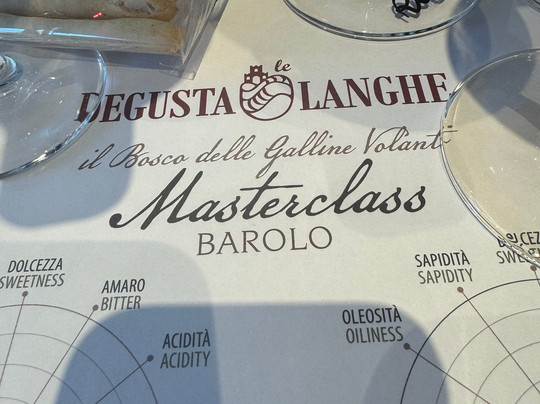 DEGUSTA le LANGHE
il Bosco delle Galline Volanti
Masterclass
BAROLO
DOLCEZZA
SWEETNESS
AMARO
BITTER
ACIDITÀ
ACIDITY
SAPIDITÀ
SAPIDITY
OLEOSITÀ
OILINESS